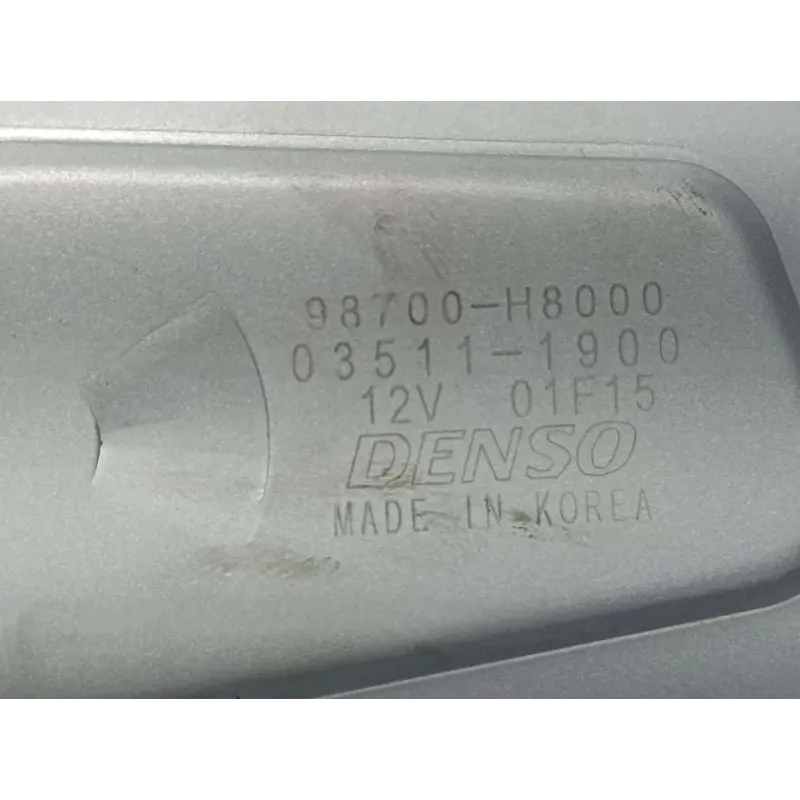 98700-H8000
03511-1900
12V 01F15
DENSO
MADE IN KOREA